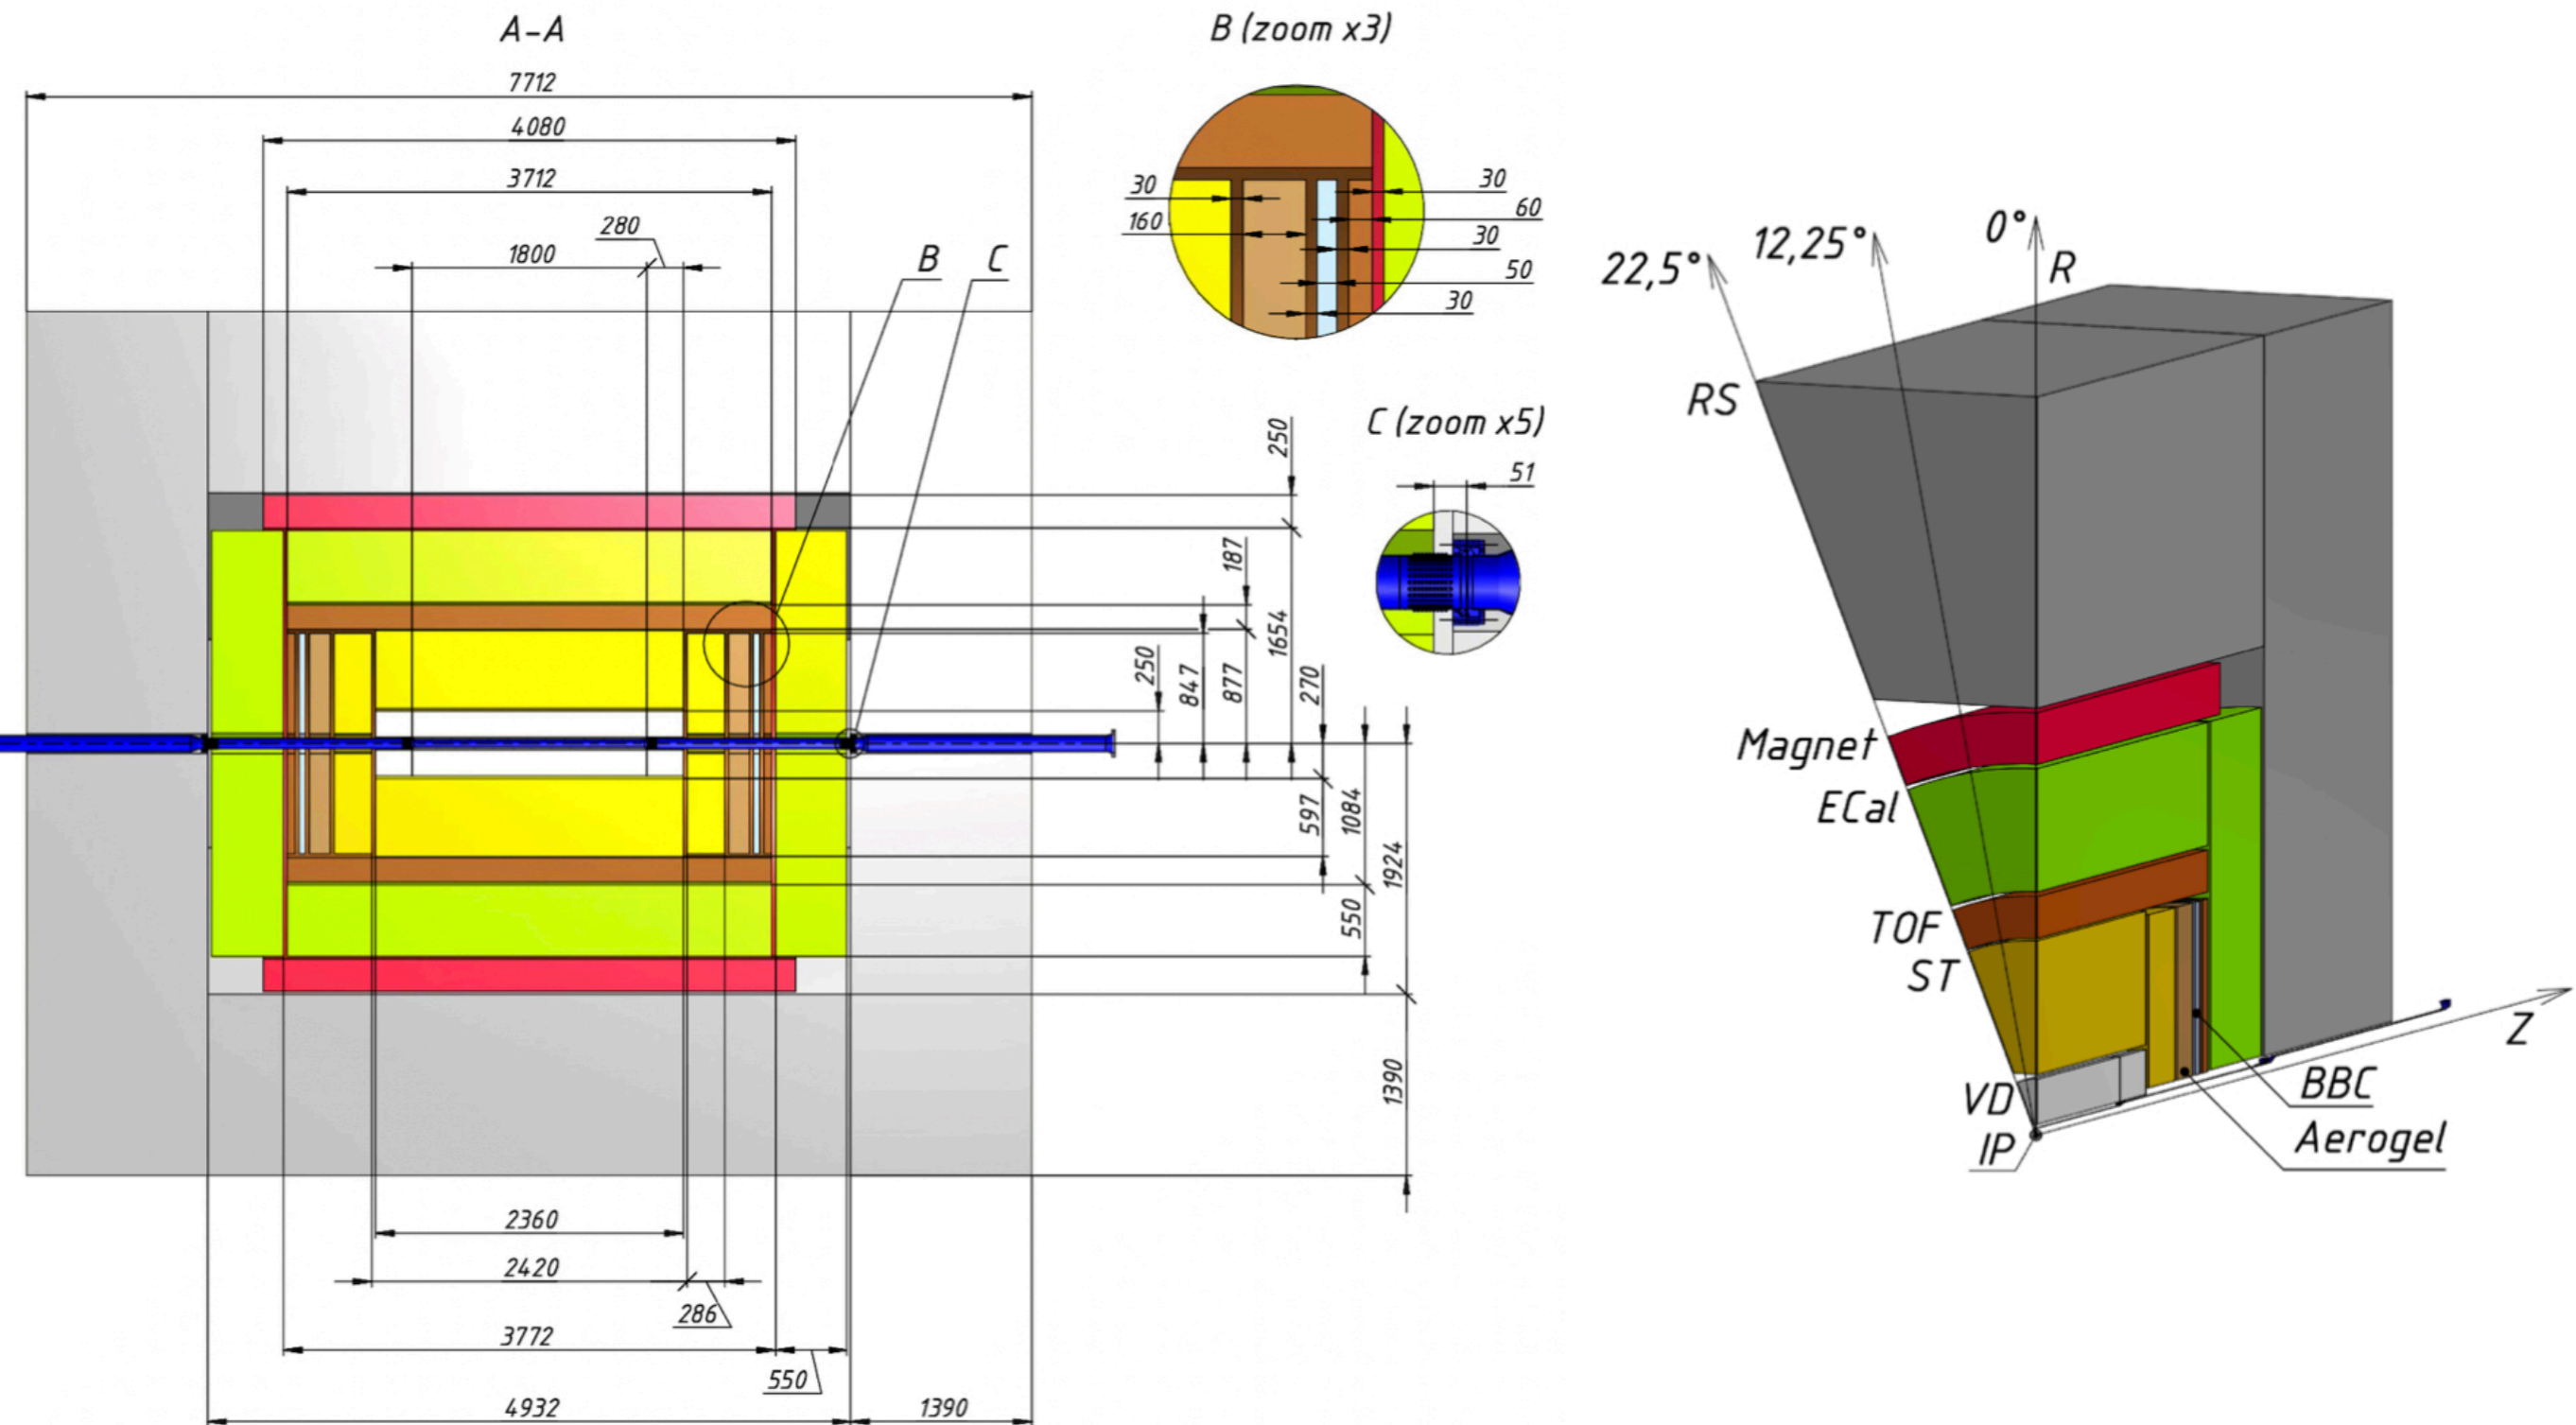 A-A
7712
4080
3712
280
1800
B
C
B (zoom x3)
30
160
30
60
30
50
30
C (zoom x5)
51
250
187
1654
250
847
877
270
597
1084
1924
550
1390
2360
2420
286
3772
550
4932
1390
22,5°
12,25°
0°
R
RS
Magnet
ECal
TOF
ST
VD
IP
Z
BBC
Aerogel